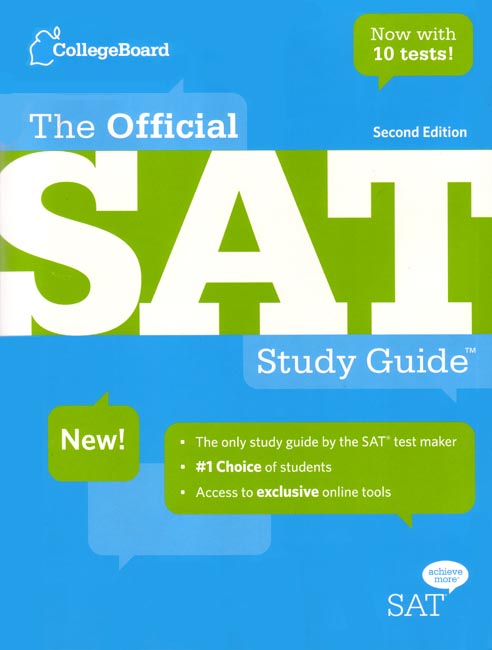 CollegeBoard
Now with
10 tests!
The Official
Second Edition
SAT
Study Guide™
New!
• The only study guide by the SAT® test maker
• #1 Choice of students
• Access to exclusive online tools
achieve
more®
SAT